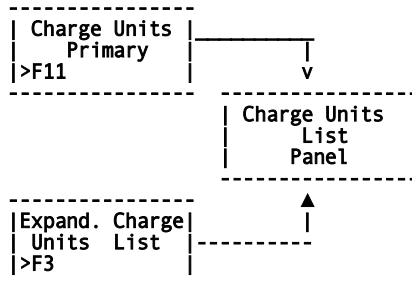 Charge Units
Primary
>F11
Charge Units
List
Panel
Expand. Charge
Units List
>F3